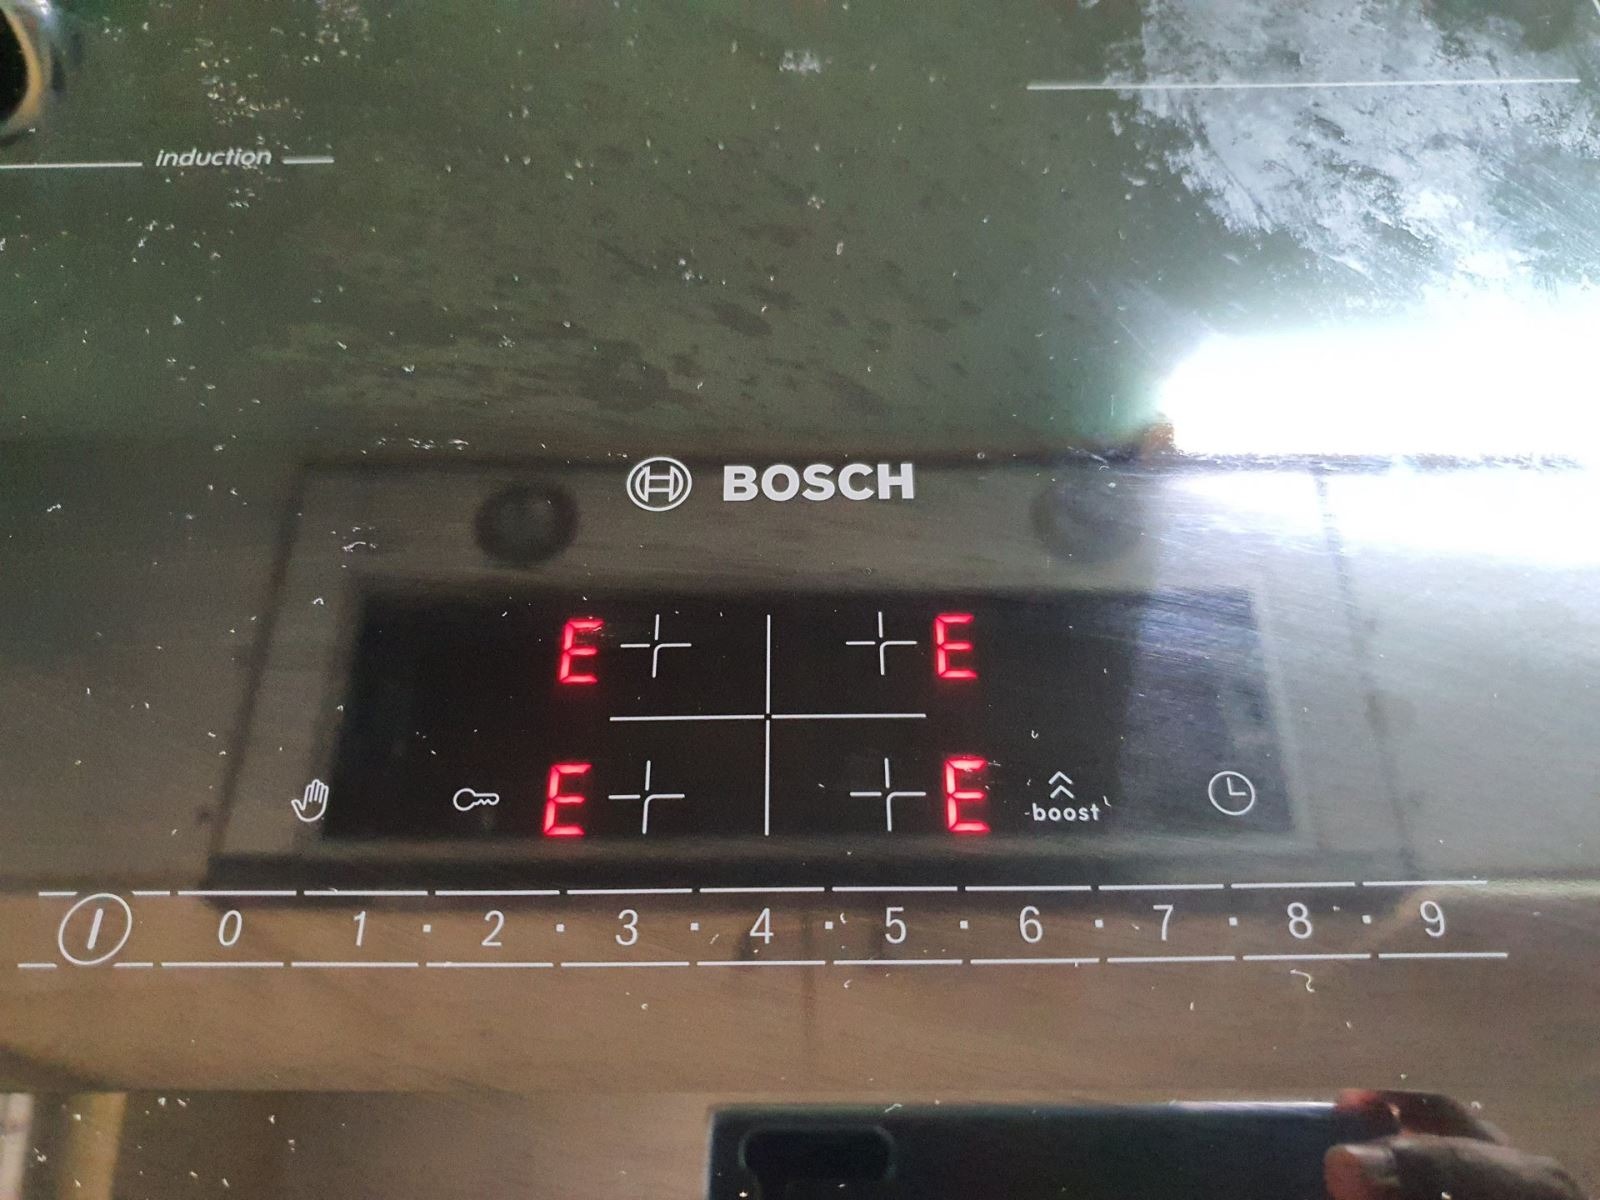 induction
BOSCH
E E
E E boost
0 1 · 2 · 3 · 4 · 5 · 6 · 7 · 8 · 9